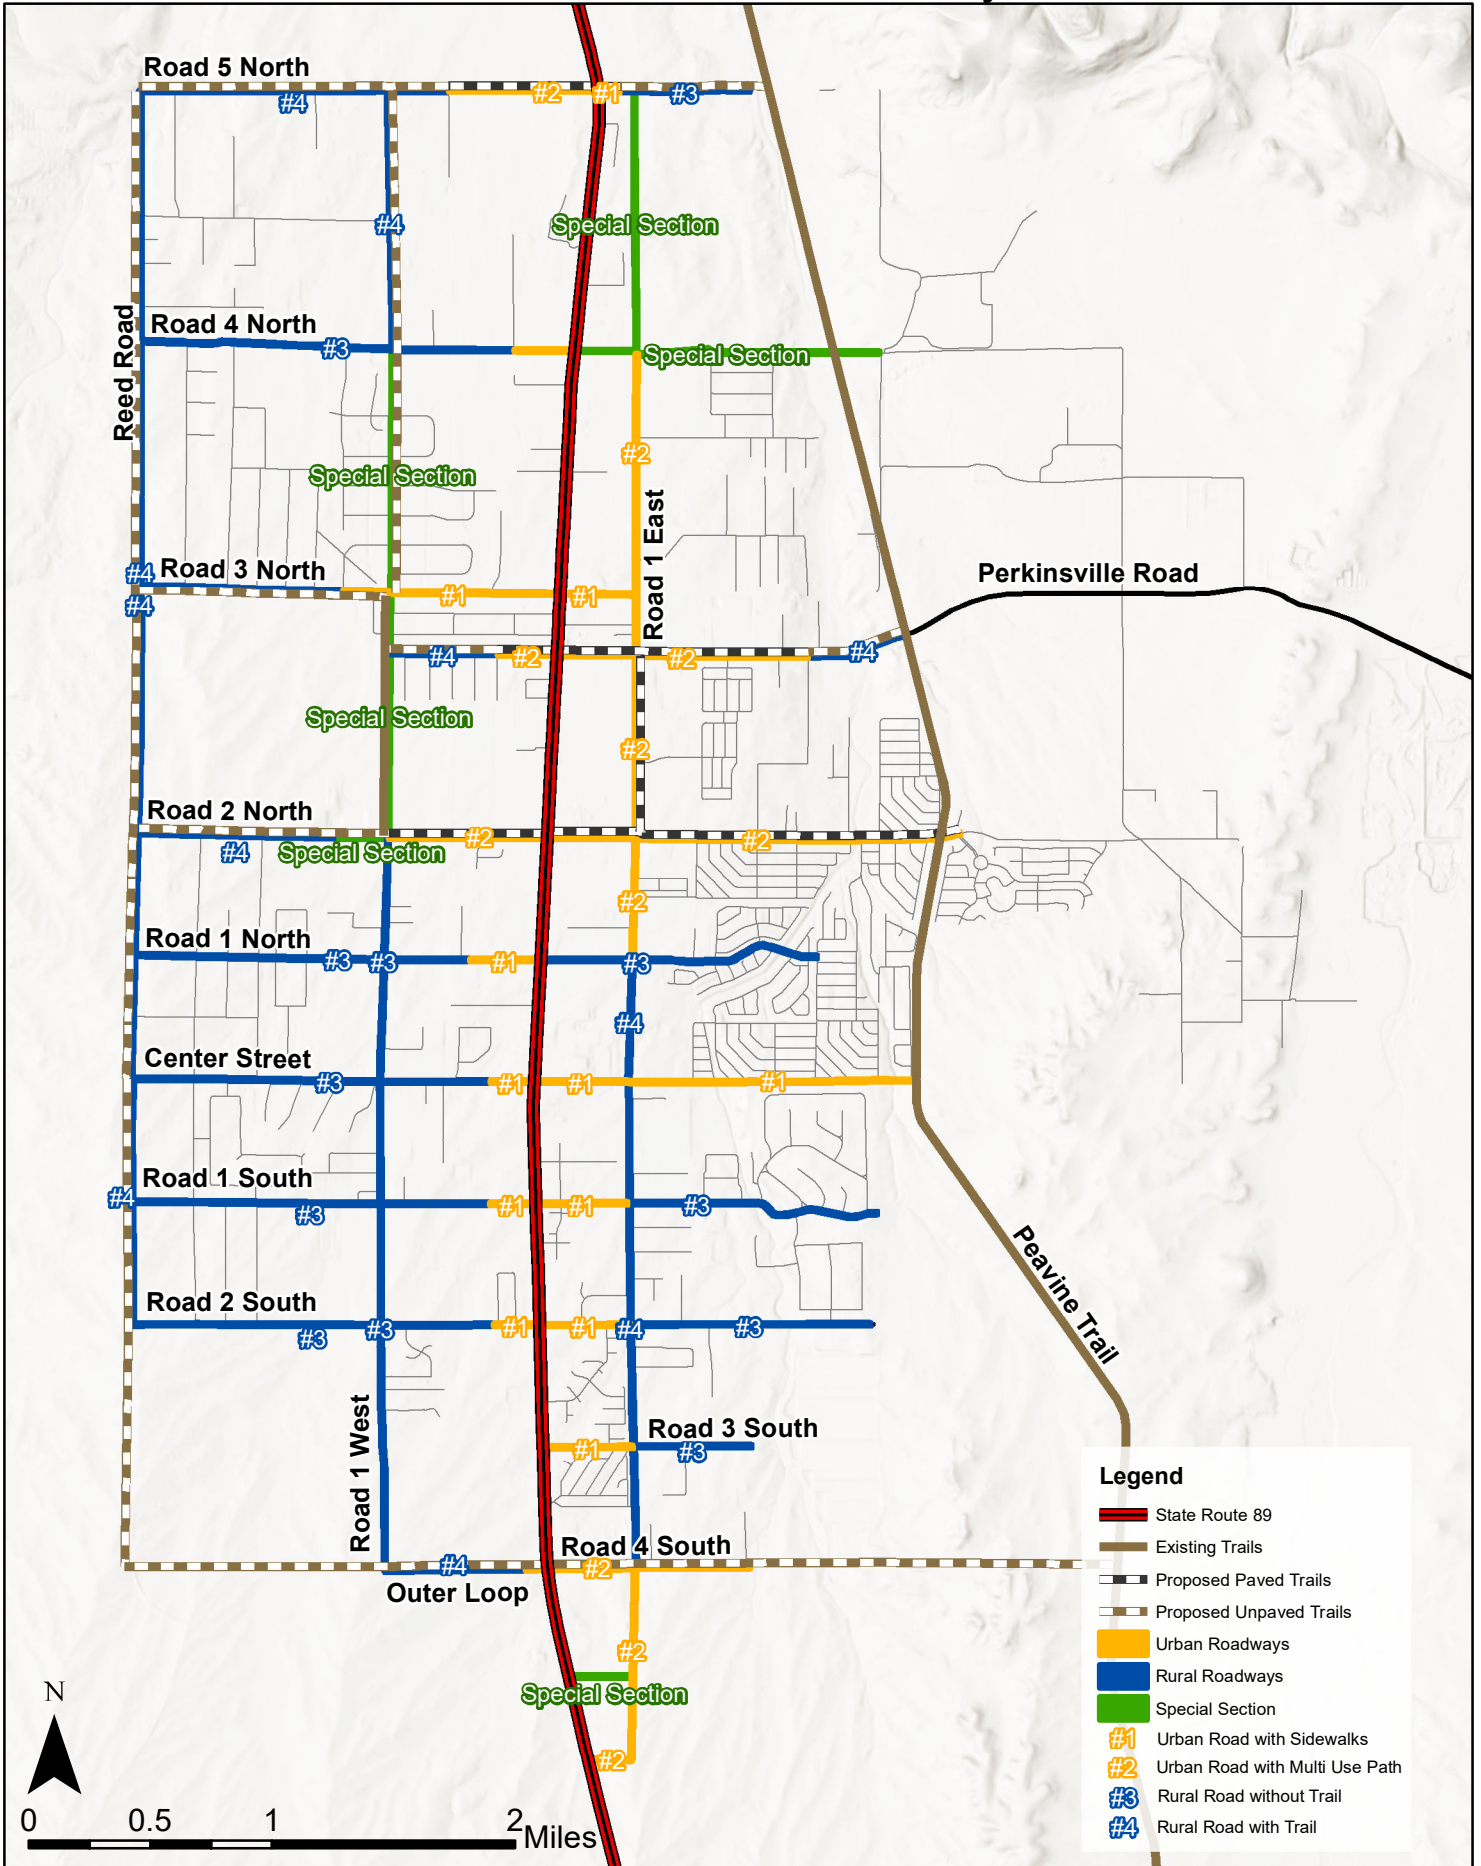 Road 5 North
#2
#1
#3
#4
#4
Special Section
Reed Road
Road 4 North
#3
Special Section
#2
Special Section
Road 1 East
#4
Road 3 North
Perkinsville Road
#4
#1
#1
#4
#2
#2
#4
Special Section
#2
Road 2 North
#2
#2
#4
Special Section
#2
Road 1 North
#3
#3
#1
#3
#4
Center Street
#3
#1
#1
#1
Road 1 South
#4
#3
#1
#1
#3
Peavine Trail
Road 2 South
#3
#3
#1
#1
#4
#3
Road 1 West
Road 3 South
#1
#3
Road 4 South
#4
#2
Outer Loop
#2
Special Section
#2
N
0
0.5
1
2
Miles
Legend
State Route 89
Existing Trails
Proposed Paved Trails
Proposed Unpaved Trails
Urban Roadways
Rural Roadways
Special Section
#1 Urban Road with Sidewalks
#2 Urban Road with Multi Use Path
#3 Rural Road without Trail
#4 Rural Road with Trail